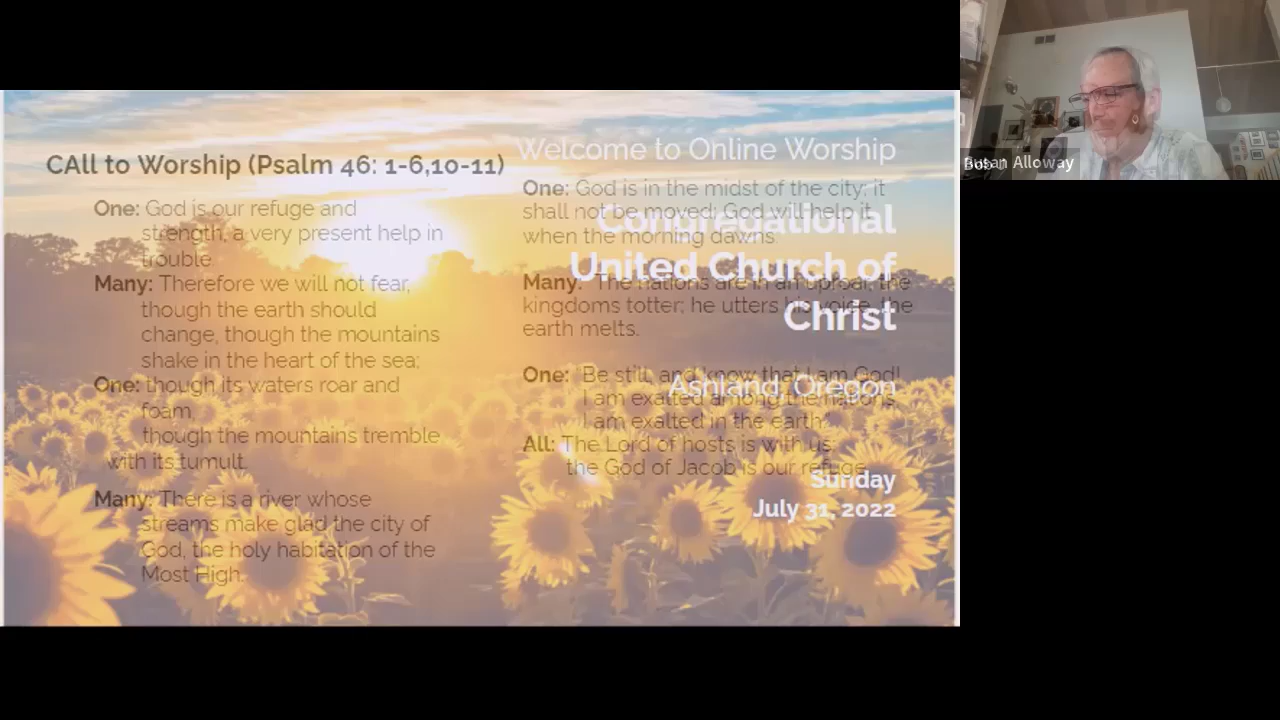 CAll to Worship (Psalm 46: 1-6,10-11)
One: God is our refuge and
strength, a very present help in
trouble
Many: Therefore we will not fear,
though the earth should
change, though the mountains
shake in the heart of the sea;
One: though its waters roar and
foam,
though the mountains tremble
with its tumult.
Many: There is a river whose
streams make glad the city of
God, the holy habitation of the
Most High.
One: God is in the midst of the city; it
shall not be moved; God will help it
when the morning dawns.
Many: The nations are in an uproar, the
kingdoms totter; he utters his voice, the
earth melts.
One: Be still, and know that I am God!
I am exalted among the nations,
I am exalted in the earth."
All: The Lord of hosts is with us;
the God of Jacob is our refuge.
Welcome to Online Worship
Congregational
United Church of
Christ
Ashland, Oregon
Sunday
July 31, 2022
Susan Alloway
Bob